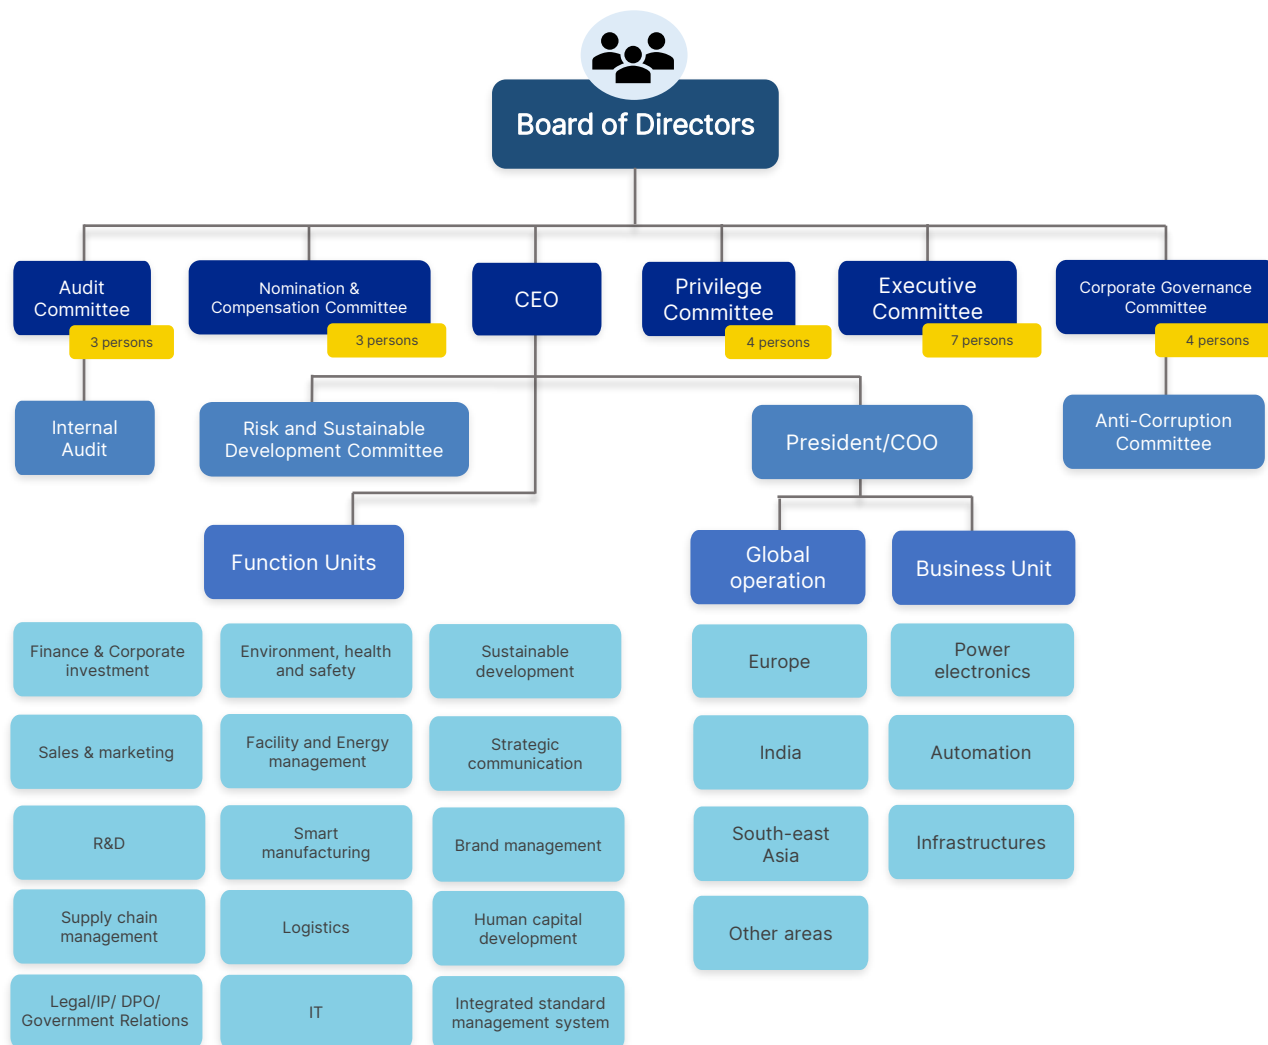 Board of Directors
Audit
Committee
3 persons
Nomination &
Compensation Committee
3 persons
CEO
Privilege
Committee
4 persons
Executive
Committee
7 persons
Corporate Governance
Committee
4 persons
Internal
Audit
Risk and Sustainable
Development Committee
President/COO
Anti-Corruption
Committee
Function Units
Global
operation
Business Unit
Finance & Corporate
investment
Environment, health
and safety
Sustainable
development
Europe
Power
electronics
Sales & marketing
Facility and Energy
management
Strategic
communication
India
Automation
R&D
Smart
manufacturing
Brand management
South-east
Asia
Infrastructures
Supply chain
management
Logistics
Human capital
development
Other areas
Legal/IP/ DPO/
Government Relations
IT
Integrated standard
management system